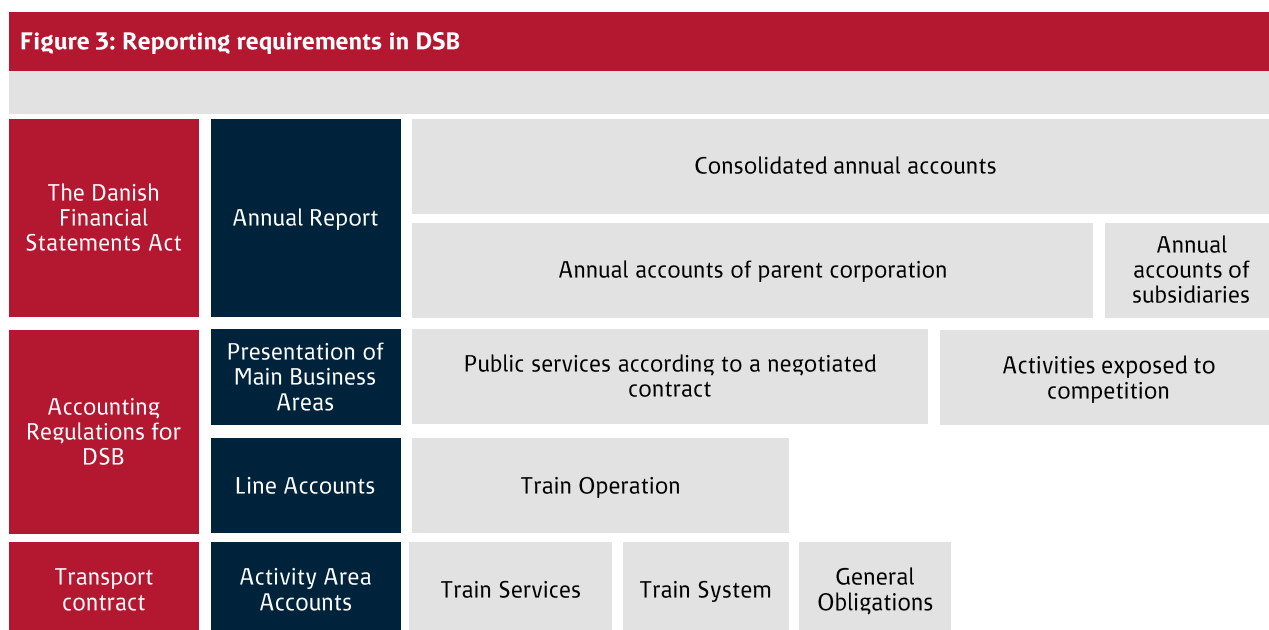 Figure 3: Reporting requirements in DSB
The Danish
Financial
Statements Act
Annual Report
Consolidated annual accounts
Annual accounts of parent corporation
Annual
accounts of
subsidiaries
Accounting
Regulations for
DSB
Presentation of
Main Business
Areas
Public services according to a negotiated
contract
Activities exposed to
competition
Line Accounts
Train Operation
Transport
contract
Activity Area
Accounts
Train Services
Train System
General
Obligations